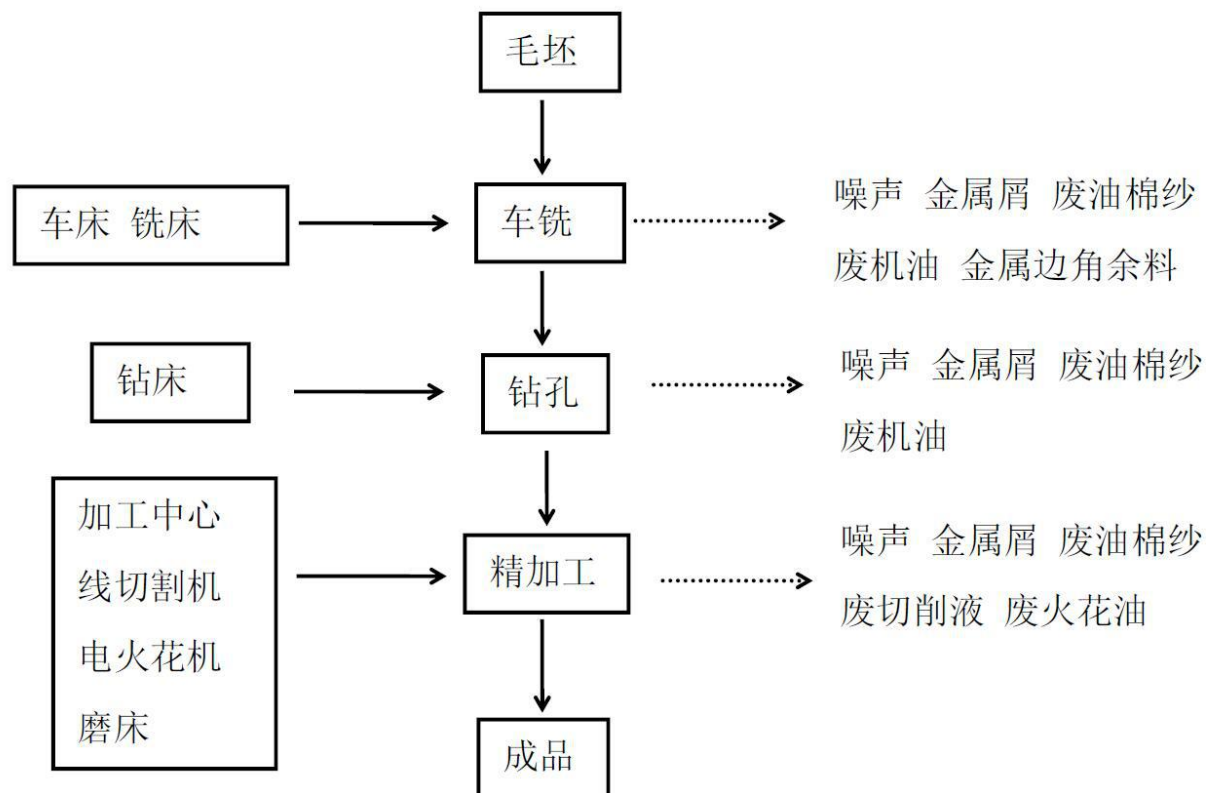 毛坯
车床 铣床
车铣
噪声 金属屑 废油棉纱
废机油 金属边角余料
钻床
钻孔
噪声 金属屑 废油棉纱
废机油
加工中心
线切割机
电火花机
磨床
精加工
噪声 金属屑 废油棉纱
废切削液 废火花油
成品